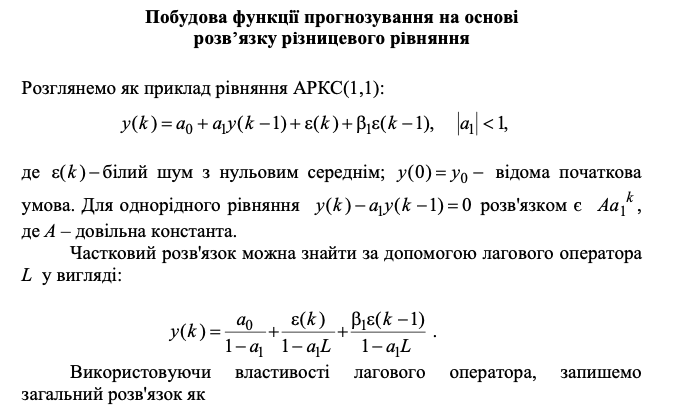 Побудова функції прогнозування на основі
розв’язку різницевого рівняння
Розглянемо як приклад рівняння АРКС(1,1):
y(k) = a₀ + a₁y(k − 1) + ε(k) + β₁ε(k − 1), |a₁| < 1,
де ε(k) – білий шум з нульовим середнім; y(0) = y₀ – відома початкова
умова. Для однорідного рівняння y(k) − a₁y(k − 1) = 0 розв'язком є Aa₁ᵏ,
де A – довільна константа.
Частковий розв'язок можна знайти за допомогою лагового оператора
L у вигляді:
y(k) = a₀/(1 − a₁) + ε(k)/(1 − a₁L) + β₁ε(k − 1)/(1 − a₁L) .
Використовуючи властивості лагового оператора, запишемо
загальний розв'язок як